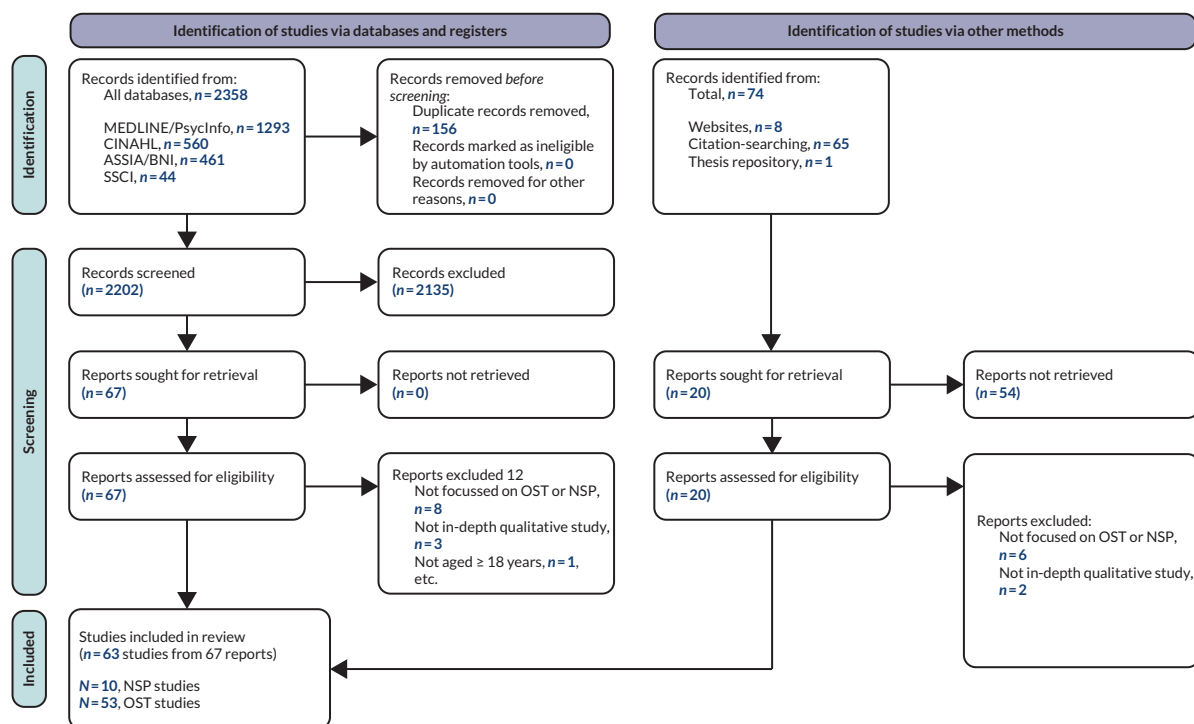 Identification of studies via databases and registers
Identification of studies via other methods
Identification
Records identified from:
All databases, n = 2358
MEDLINE/PsycInfo, n = 1293
CINAHL, n = 560
ASSIA/BNI, n = 461
SSCI, n = 44
Records removed before
screening:
Duplicate records removed,
n = 156
Records marked as ineligible
by automation tools, n = 0
Records removed for other
reasons, n = 0
Records identified from:
Total, n = 74
Websites, n = 8
Citation-searching, n = 65
Thesis repository, n = 1
Screening
Records screened
(n = 2202)
Records excluded
(n = 2135)
Reports sought for retrieval
(n = 67)
Reports not retrieved
(n = 0)
Reports sought for retrieval
(n = 20)
Reports not retrieved
(n = 54)
Reports assessed for eligibility
(n = 67)
Reports excluded 12
Not focussed on OST or NSP,
n = 8
Not in-depth qualitative study,
n = 3
Not aged ≥ 18 years, n = 1,
etc.
Reports assessed for eligibility
(n = 20)
Reports excluded:
Not focused on OST or NSP,
n = 6
Not in-depth qualitative study,
n = 2
Included
Studies included in review
(n = 63 studies from 67 reports)
N = 10, NSP studies
N = 53, OST studies